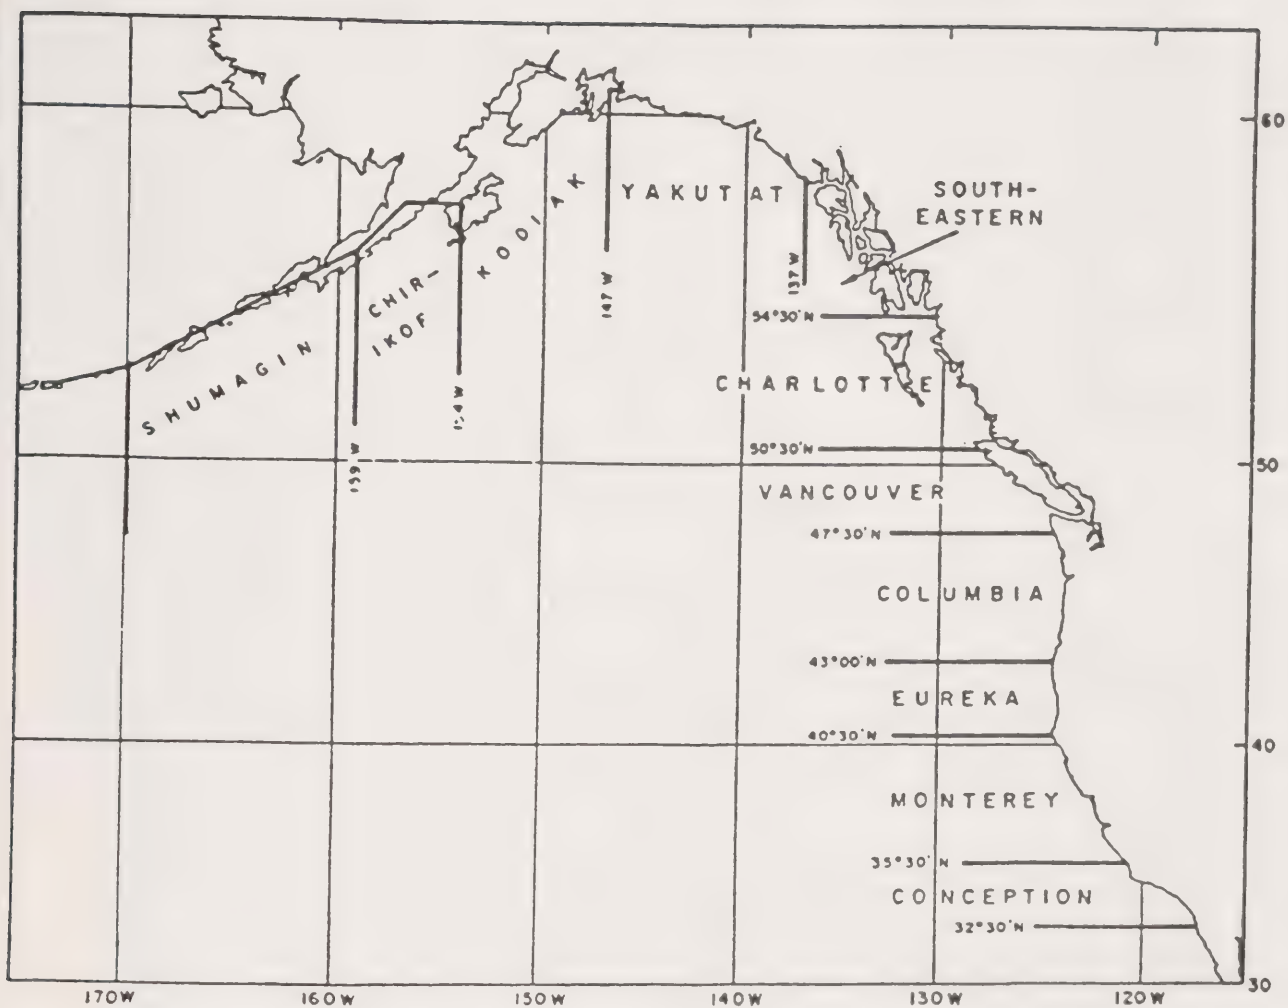 60
YAKUTAT
SOUTH-
EASTERN
KODIAK
CHIR-
IKOF
SHUMAGIN
147 W
137 W
159 W
54°30'N
CHARLOTTE
50°30'N
50
VANCOUVER
47°30'N
COLUMBIA
43°00'N
EUREKA
40°30'N
40
MONTEREY
35°30'N
CONCEPTION
32°30'N
30
170W
160W
150W
140W
130W
120W